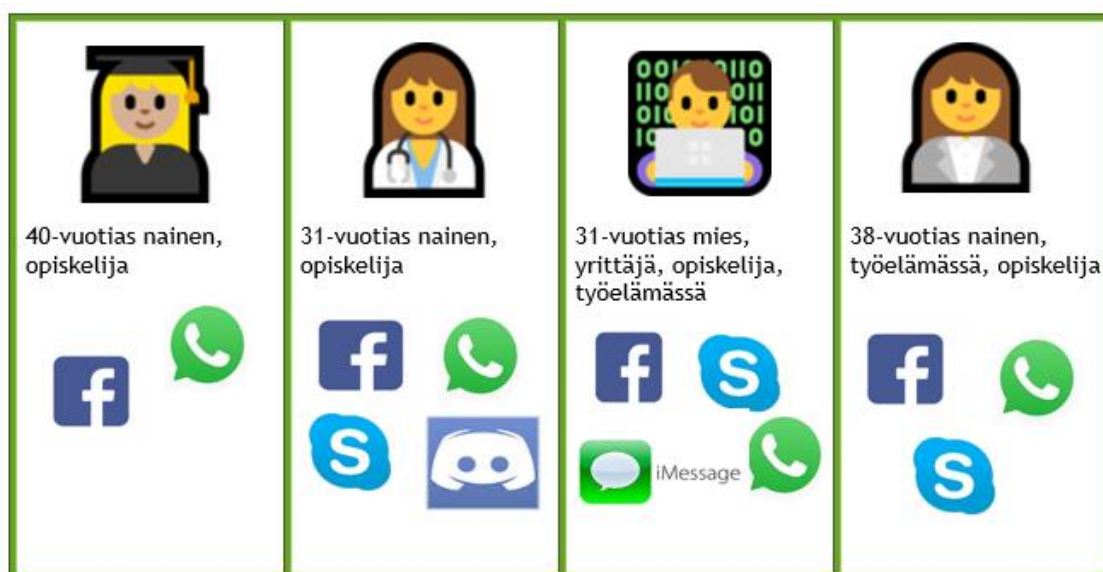 40-vuotias nainen,
opiskelija
31-vuotias nainen,
opiskelija
31-vuotias mies,
yrittäjä, opiskelija,
työelämässä
iMessage
38-vuotias nainen,
työelämässä, opiskelija